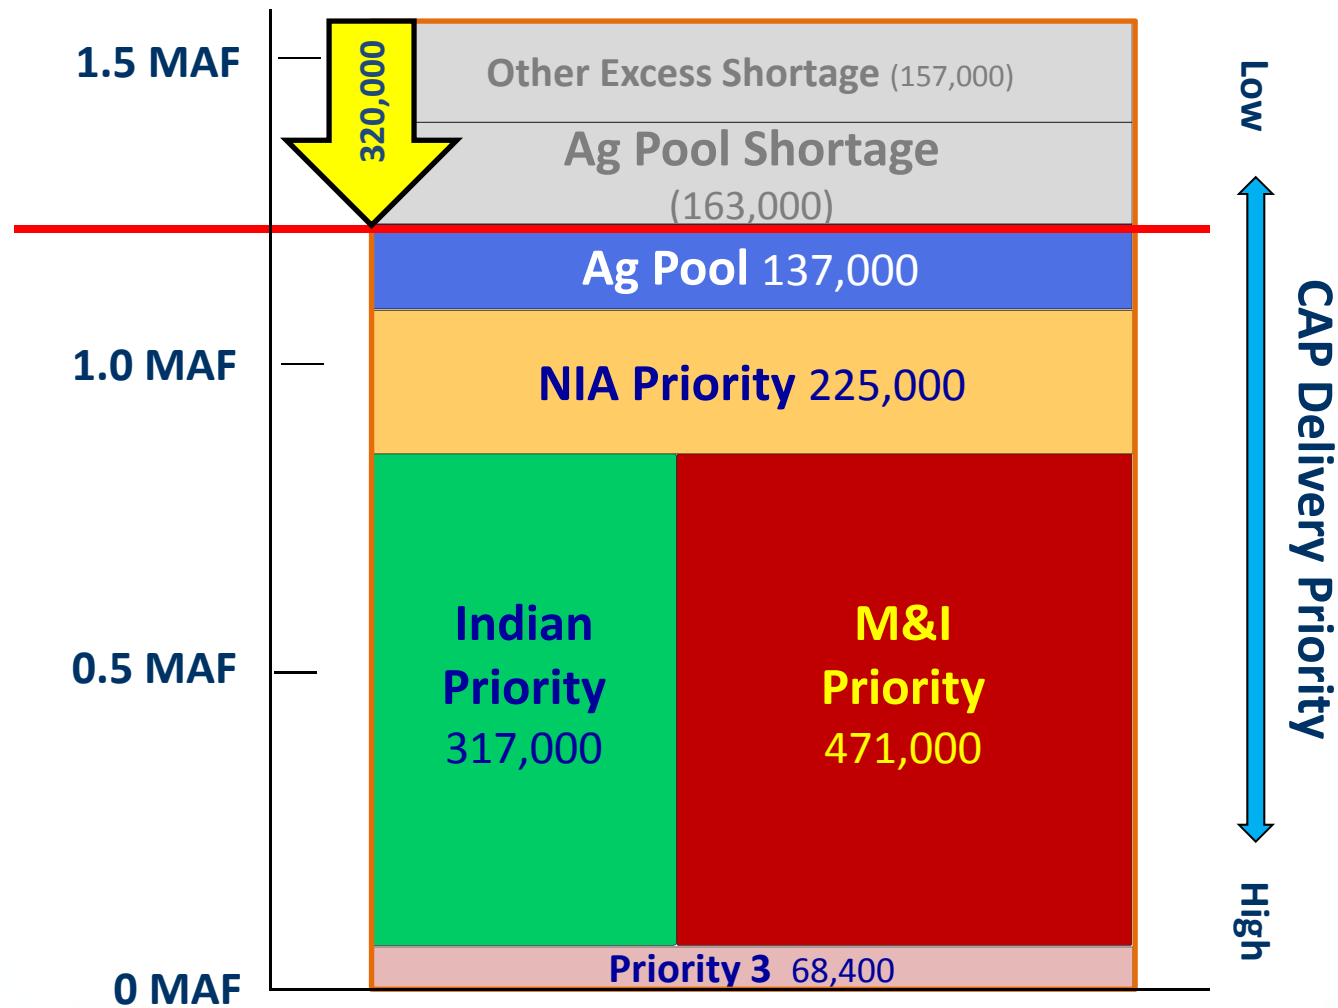 1.5 MAF
320,000
Other Excess Shortage (157,000)
Low
Ag Pool Shortage
(163,000)
Ag Pool 137,000
1.0 MAF
NIA Priority 225,000
CAP Delivery Priority
0.5 MAF
Indian
Priority
317,000
M&I
Priority
471,000
High
Priority 3 68,400
0 MAF